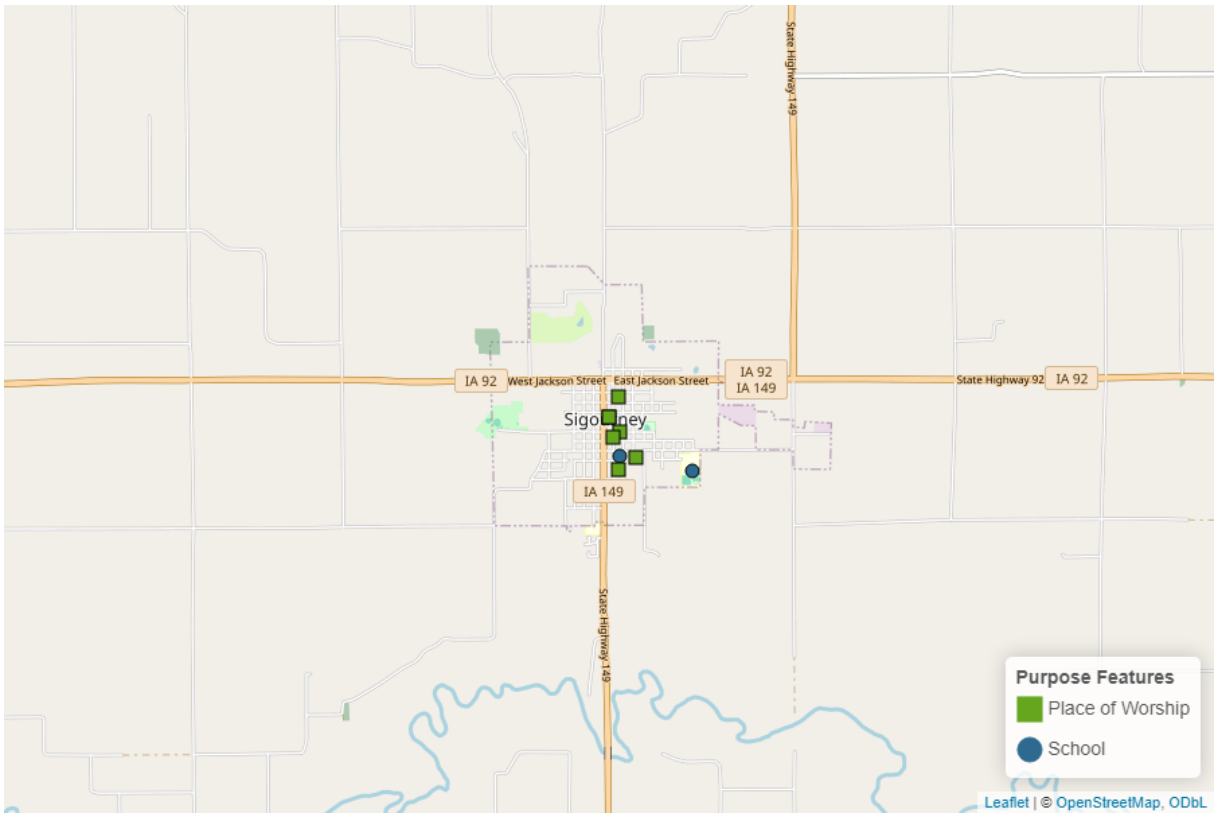 State Highway 149
IA 92
West Jackson Street
East Jackson Street
IA 92
IA 149
State Highway 92
IA 92
Sigourney
IA 149
State Highway 149
Purpose Features
Place of Worship
School
Leaflet | © OpenStreetMap, ODbL